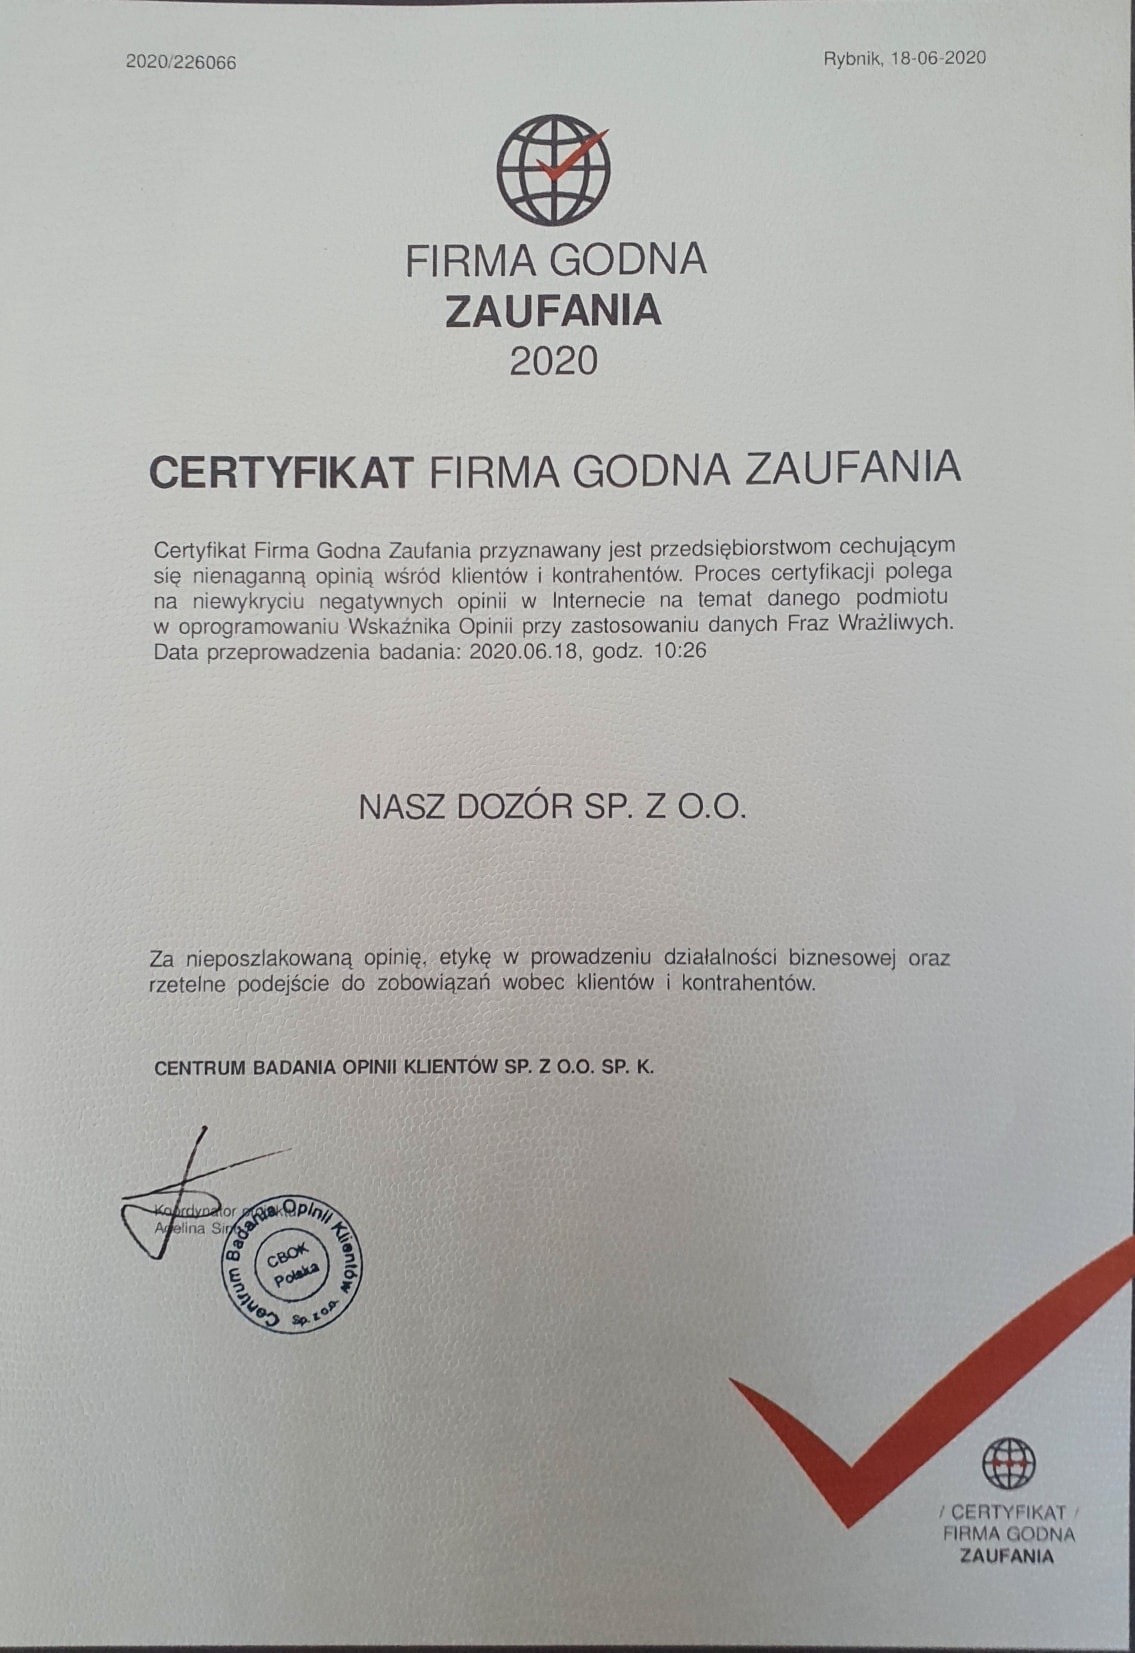 2020/226066
Rybnik, 18-06-2020
FIRMA GODNA
ZAUFANIA
2020
CERTYFIKAT FIRMA GODNA ZAUFANIA
Certyfikat Firma Godna Zaufania przyznawany jest przedsiębiorstwom cechującym
się nienaganną opinią wśród klientów i kontrahentów. Proces certyfikacji polega
na niewykryciu negatywnych opinii w Internecie na temat danego podmiotu
w oprogramowaniu Wskaźnika Opinii przy zastosowaniu danych Fraz Wrażliwych.
Data przeprowadzenia badania: 2020.06.18, godz. 10:26
NASZ DOZÓR SP. Z O.O.
Za nieposzlakowaną opinię, etykę w prowadzeniu działalności biznesowej oraz
rzetelne podejście do zobowiązań wobec klientów i kontrahentów.
CENTRUM BADANIA OPINII KLIENTÓW SP. Z O.O. SP. K.
Koordynator
Centrum Badania Opinii Klientów
Sp. z o.o.
CBOK
Polska
/ CERTYFIKAT /
FIRMA GODNA
ZAUFANIA